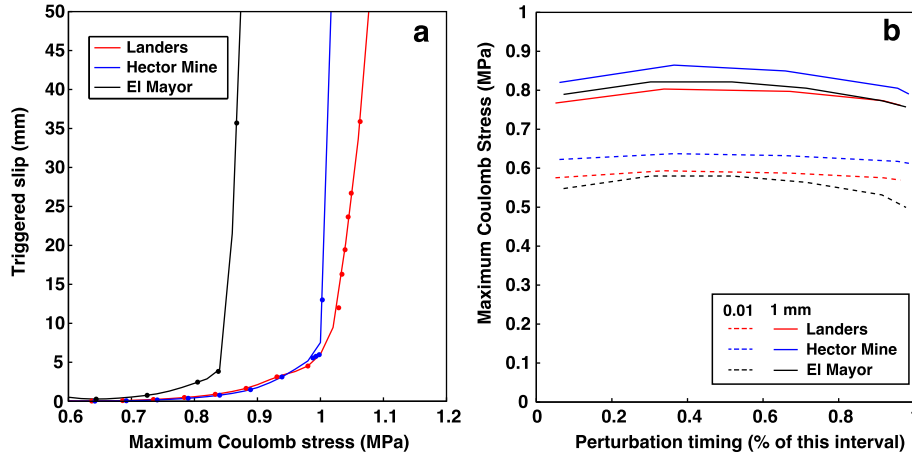 a
50
45
40
35
30
25
20
15
10
5
0
Triggered slip (mm)
Landers
Hector Mine
El Mayor
0.6 0.7 0.8 0.9 1 1.1 1.2
Maximum Coulomb stress (MPa)
b
1
0.9
0.8
0.7
0.6
0.5
0.4
0.3
0.2
0.1
0
Maximum Coulomb Stress (MPa)
0.01 1 mm
Landers
Hector Mine
El Mayor
0 0.2 0.4 0.6 0.8
Perturbation timing (% of this interval)